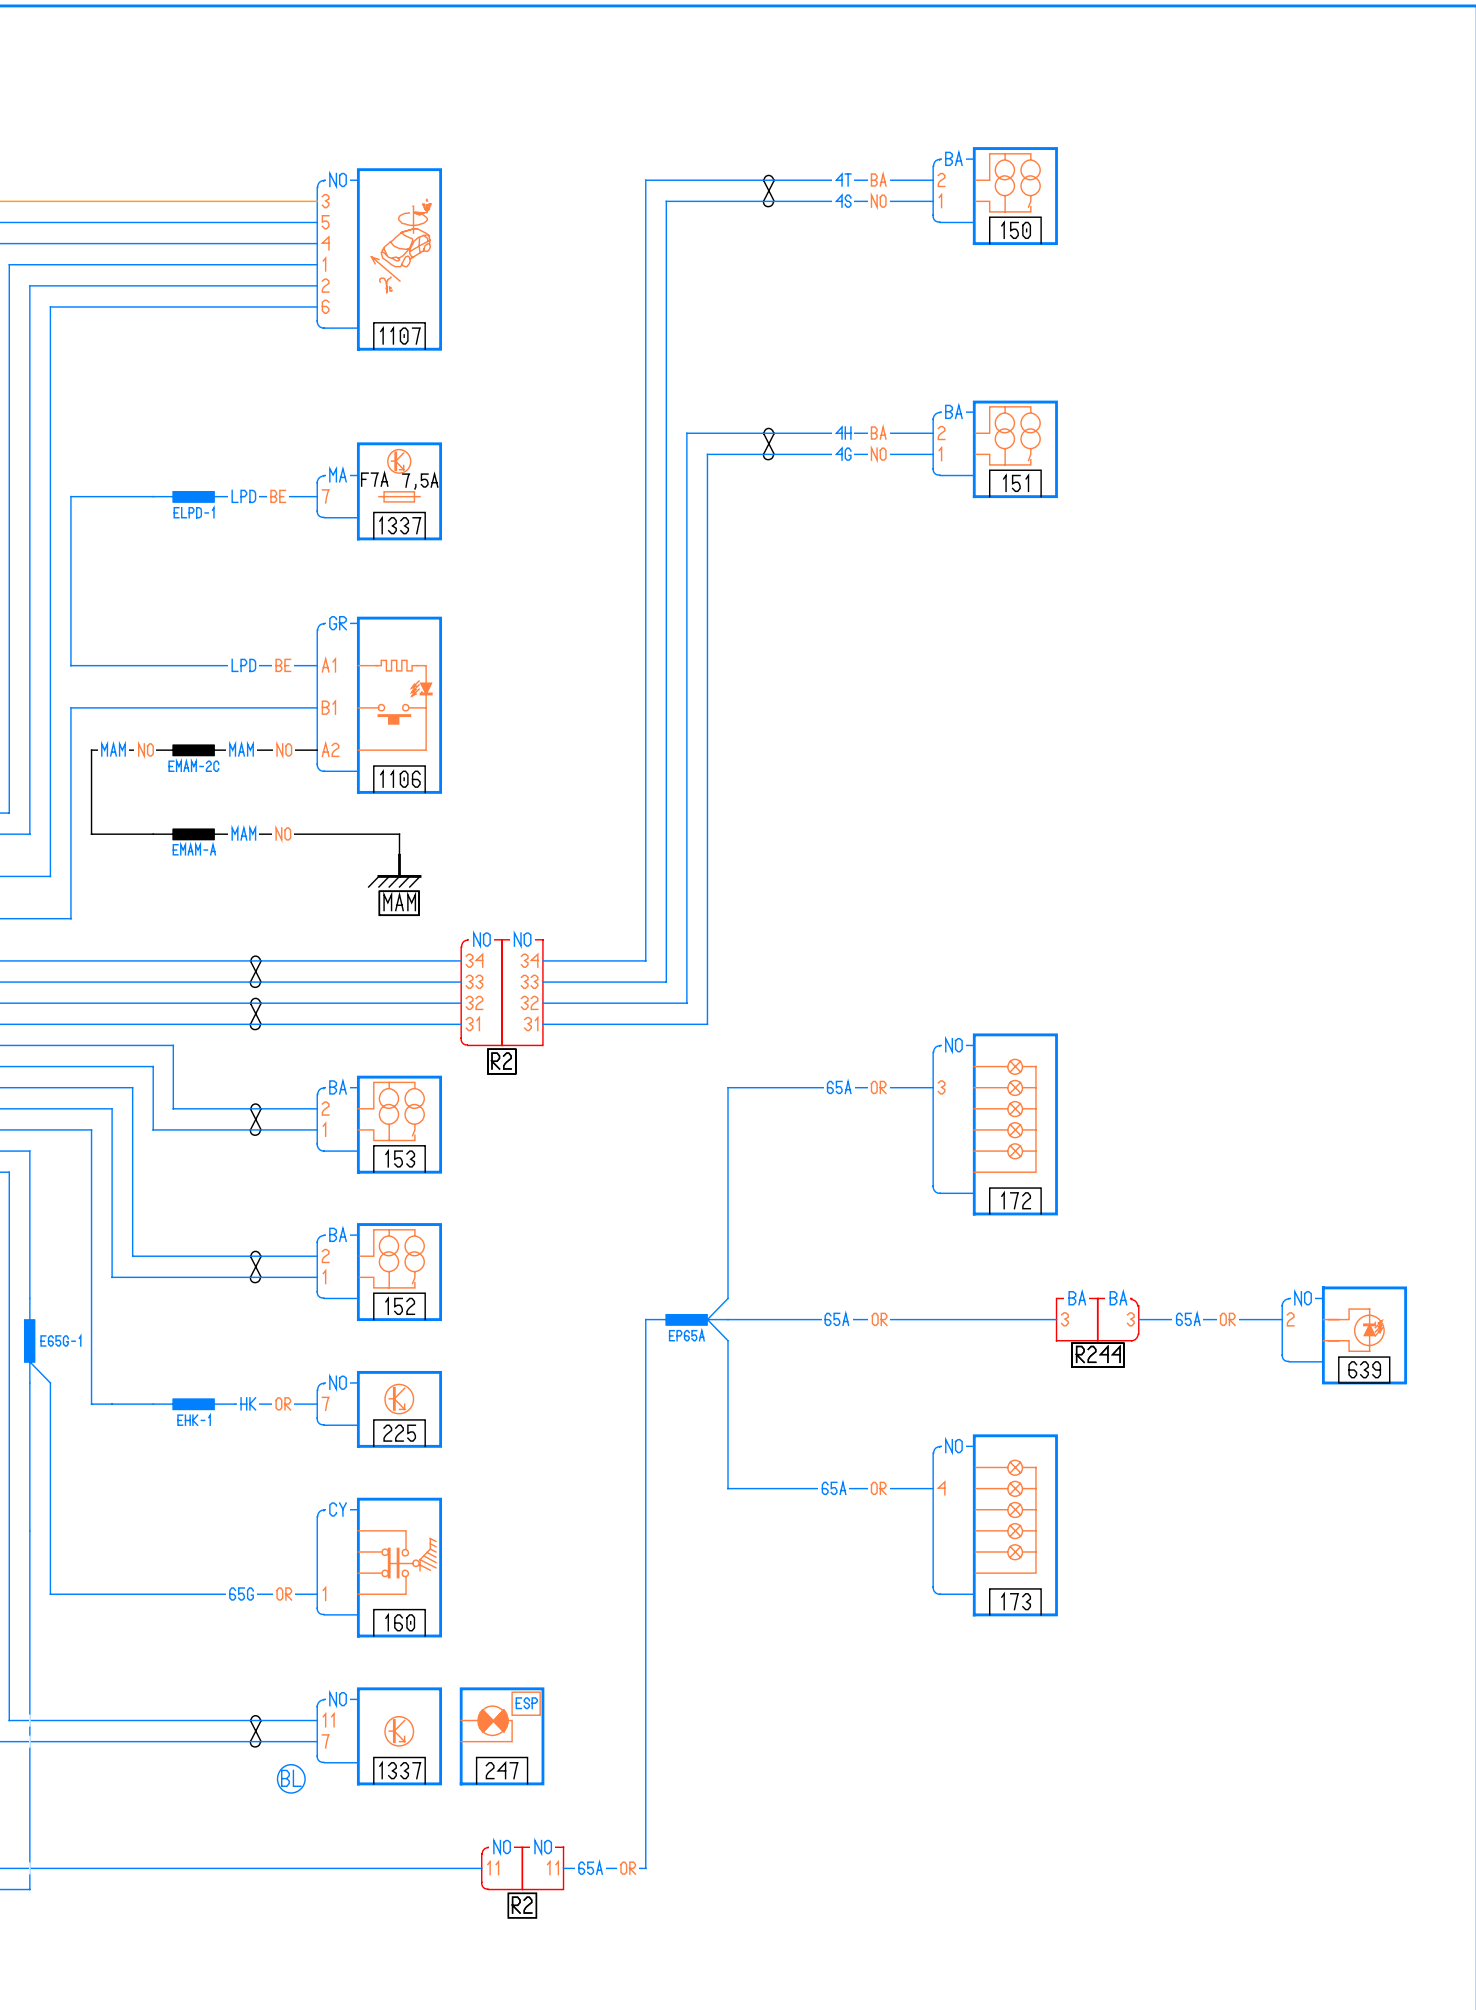 NO
3
5
4
1
2
6
1107
BA
4T BA 2
4S NO 1
150
BA
4H BA 2
4G NO 1
151
F7A 7,5A
MA
LPD BE 7
ELPD-1
1337
GR
LPD BE A1
B1
MAM NO MAM NO A2
EMAM-2C
1106
MAM NO
EMAM-A
MAM
NO NO
34 34
33 33
32 32
31 31
R2
BA
2
1
153
NO
65A OR 3
172
BA
2
1
152
BA BA
65A OR 3 3 65A OR
EP65A
R244
NO
2
639
E65G-1
NO
HK OR 7
EHK-1
225
NO
65A OR 4
173
CY
65G OR 1
160
NO
11
7
1337
BL
ESP
247
NO NO
11 11 65A OR
R2